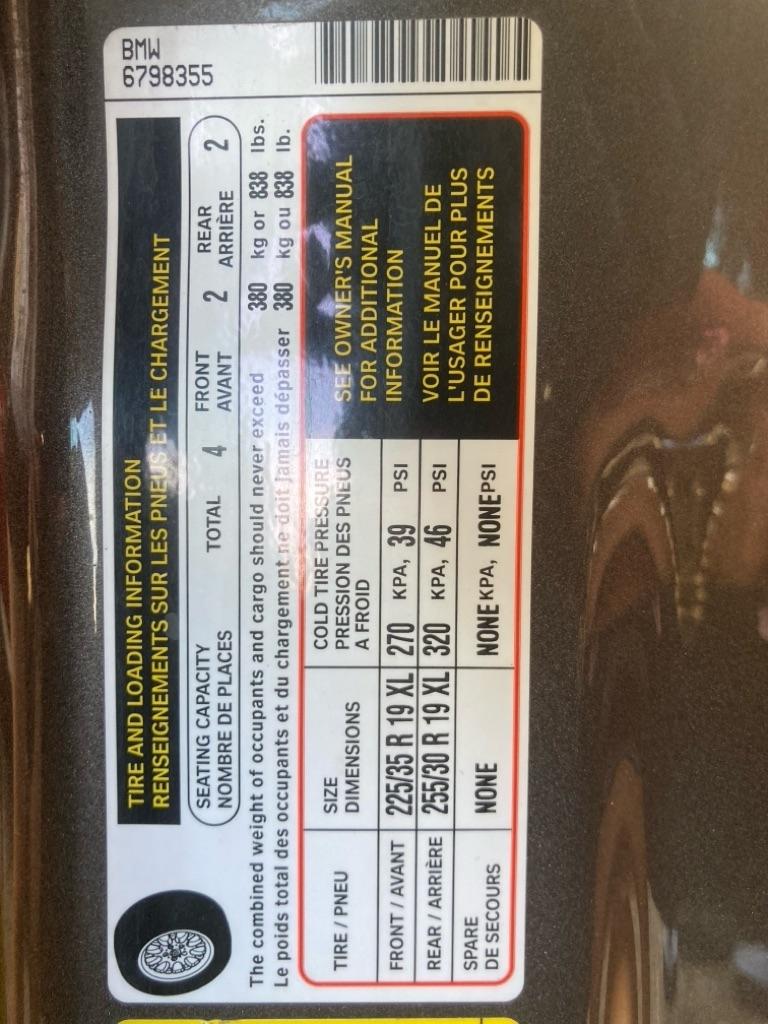 BMW
6798355
TIRE AND LOADING INFORMATION
RENSEIGNEMENTS SUR LES PNEUS ET LE CHARGEMENT
SEATING CAPACITY TOTAL 4 FRONT 2 REAR 2
NOMBRE DE PLACES AVANT ARRIÈRE
The combined weight of occupants and cargo should never exceed 380 kg or 838 lbs.
Le poids total des occupants et du chargement ne doit jamais dépasser 380 kg ou 838 lb.
TIRE / PNEU
SIZE
DIMENSIONS
COLD TIRE PRESSURE
PRESSION DES PNEUS
A FROID
FRONT / AVANT 225/35 R 19 XL 270 KPA, 39 PSI
REAR / ARRIÈRE 255/30 R 19 XL 320 KPA, 46 PSI
SPARE
DE SECOURS
NONE NONE KPA, NONE PSI
SEE OWNER'S MANUAL
FOR ADDITIONAL
INFORMATION
VOIR LE MANUEL DE
L'USAGER POUR PLUS
DE RENSEIGNEMENTS